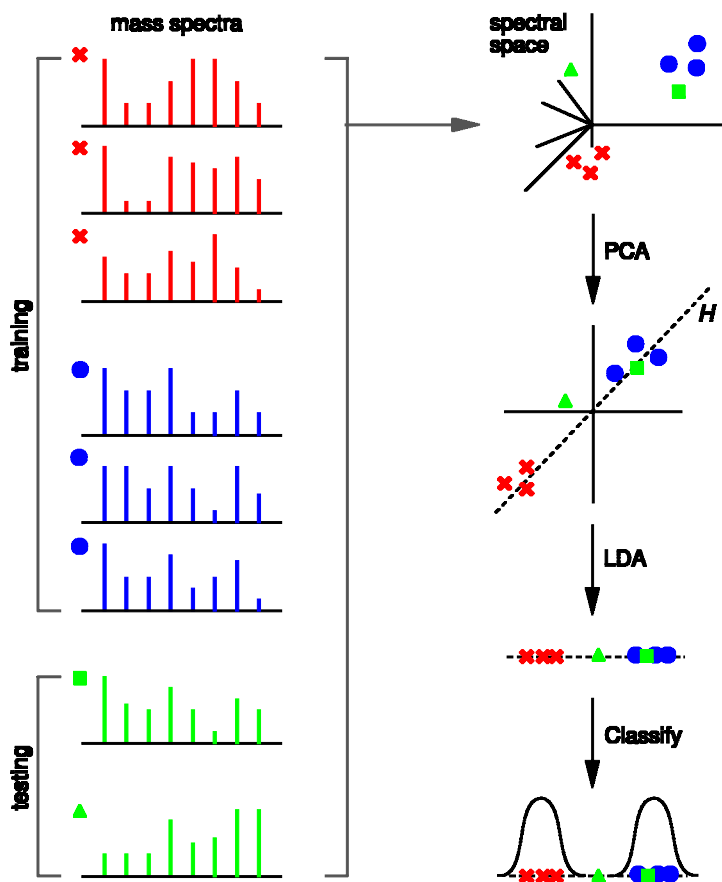 mass spectra
training
testing
spectral
space
PCA
H
LDA
Classify